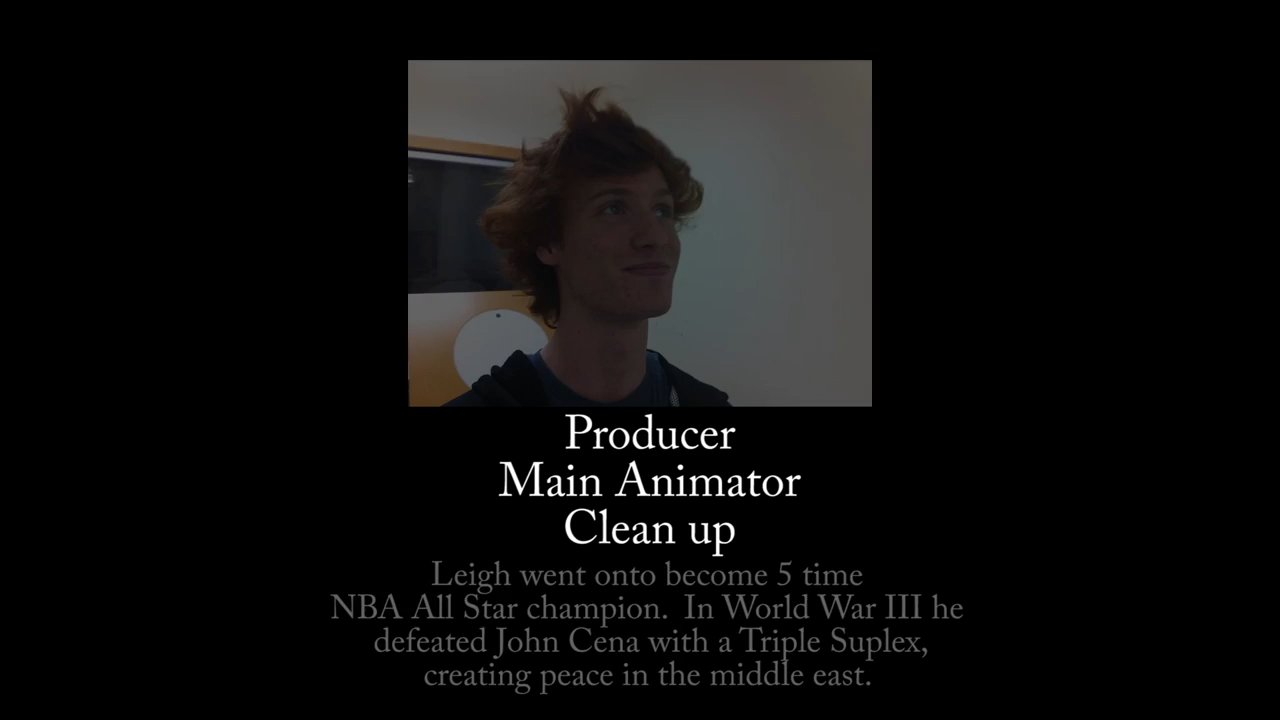 Producer
Main Animator
Clean up
Leigh went onto become 5 time
NBA All Star champion.  In World War III he
defeated John Cena with a Triple Suplex,
creating peace in the middle east.